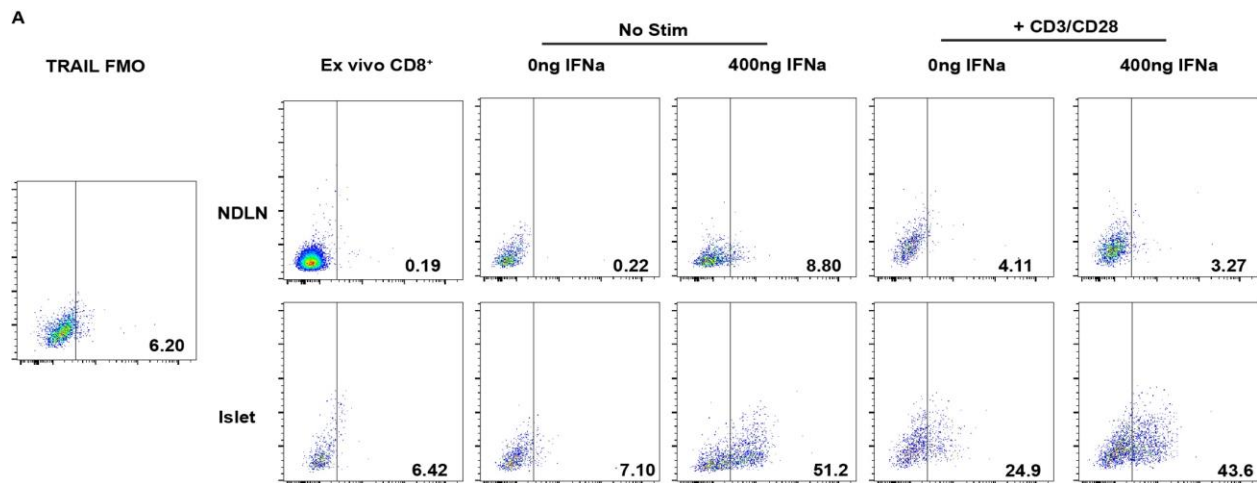 A
No Stim
+ CD3/CD28
TRAIL FMO
Ex vivo CD8⁺
0ng IFNa
400ng IFNa
0ng IFNa
400ng IFNa
NDLN
0.19
0.22
8.80
4.11
3.27
6.20
Islet
6.42
7.10
51.2
24.9
43.6